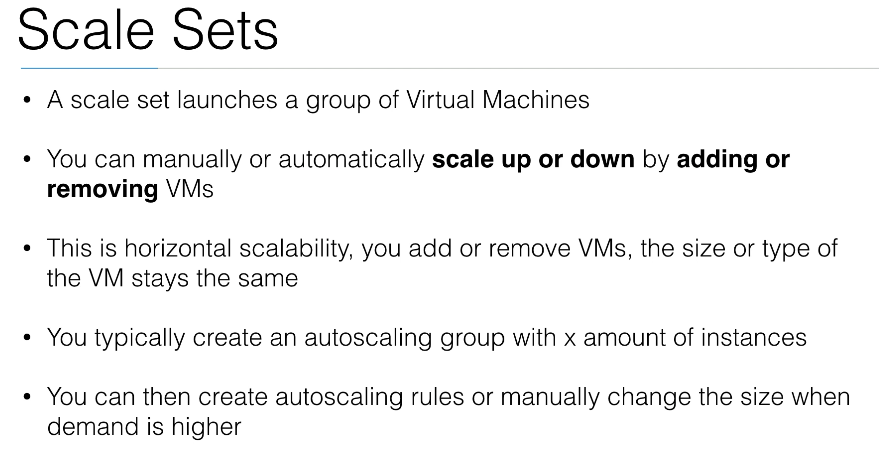 Scale Sets
• A scale set launches a group of Virtual Machines
• You can manually or automatically scale up or down by adding or
removing VMs
• This is horizontal scalability, you add or remove VMs, the size or type of
the VM stays the same
• You typically create an autoscaling group with x amount of instances
• You can then create autoscaling rules or manually change the size when
demand is higher